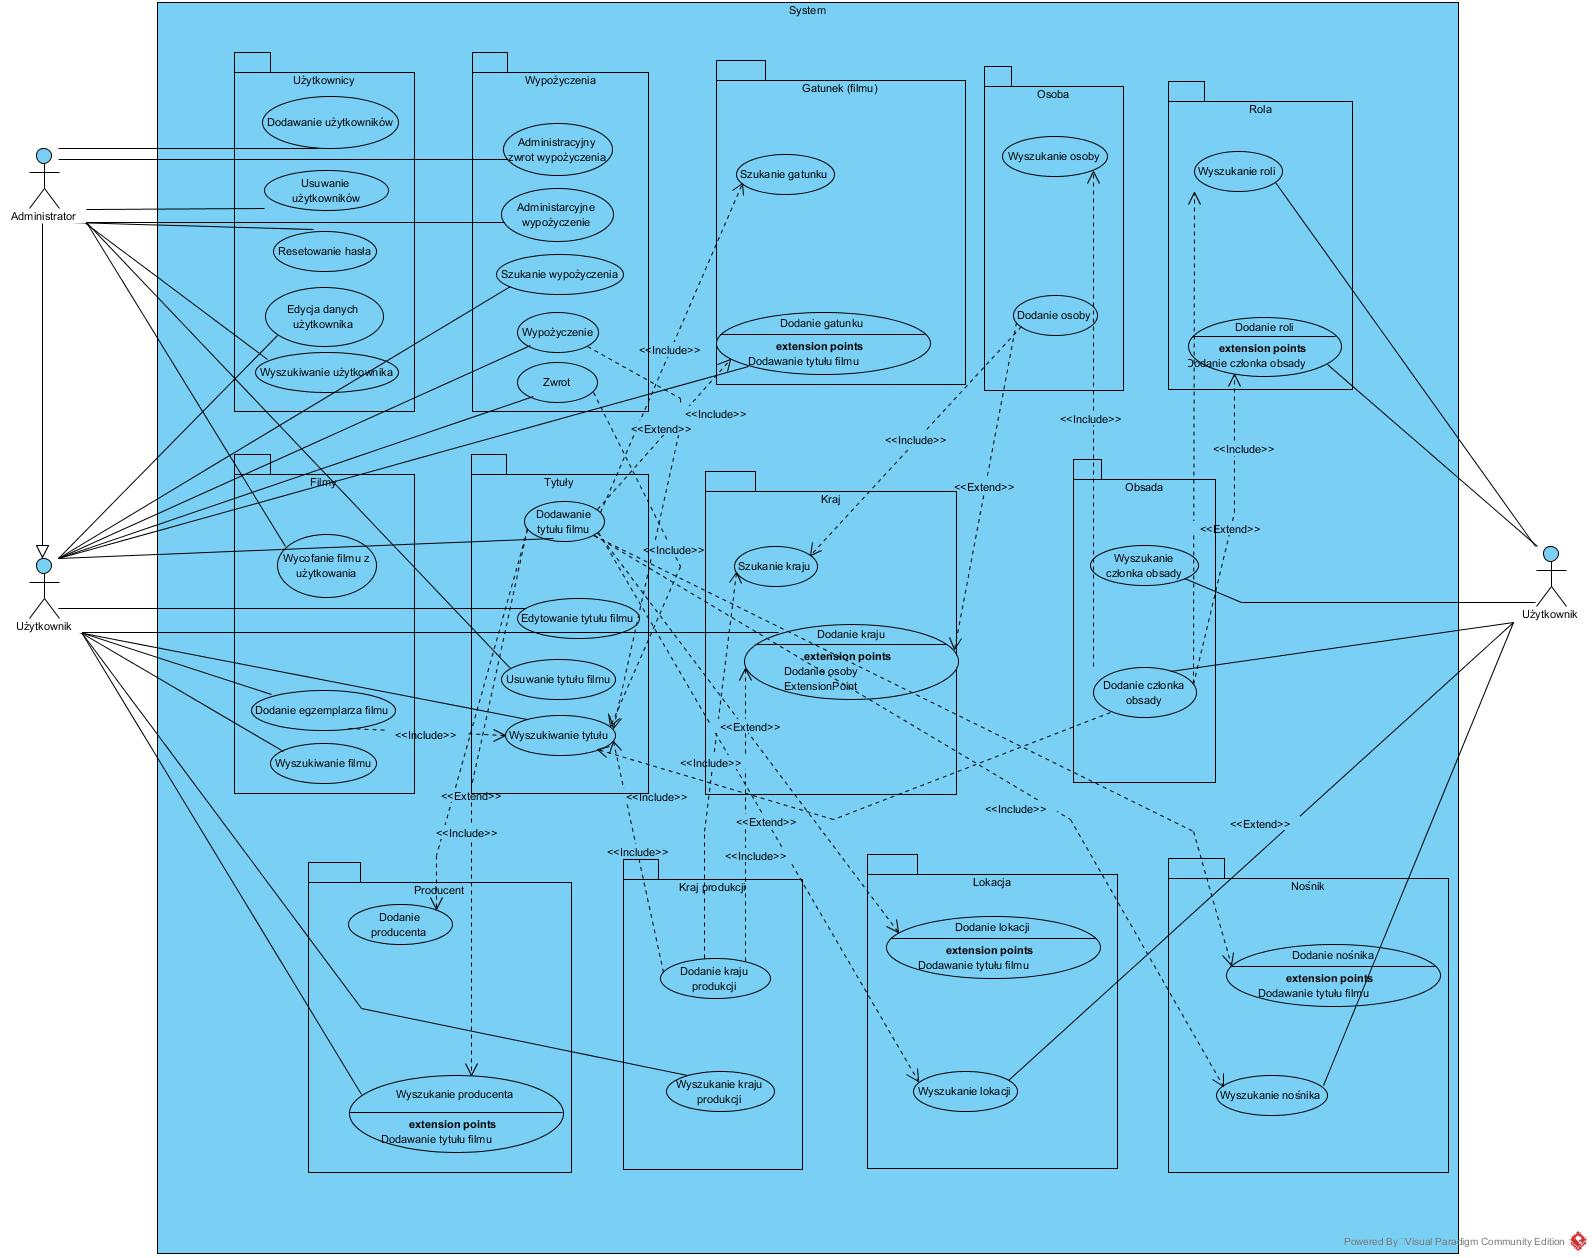 System
Użytkownicy
Dodawanie użytkowników
Usuwanie
użytkowników
Resetowanie hasła
Edycja danych
użytkownika
Wyszukiwanie użytkownika
Wypożyczenia
Administracyjny
zwrot wypożyczenia
Administarcyjne
wypożyczenie
Szukanie wypożyczenia
Wypożyczenie
Zwrot
Gatunek (filmu)
Szukanie gatunku
Dodanie gatunku
extension points
Dodawanie tytułu filmu
Osoba
Wyszukanie osoby
Dodanie osoby
Rola
Wyszukanie roli
Dodanie roli
extension points
Dodanie członka obsady
Administrator
<<Include>>
<<Include>>
<<Extend>>
<<Include>>
<<Include>>
<<Include>>
<<Extend>>
<<Extend>>
<<Include>>
Filmy
Wycofanie filmu z
użytkowania
Dodanie egzemplarza filmu
Wyszukiwanie filmu
<<Include>>
Tytuły
Dodawanie
tytułu filmu
Edytowanie tytułu filmu
Usuwanie tytułu filmu
Wyszukiwanie tytułu
Kraj
Szukanie kraju
Dodanie kraju
extension points
Dodanie osoby
ExtensionPoint
Obsada
Wyszukanie
członka obsady
Dodanie członka
obsady
Użytkownik
Użytkownik
<<Extend>>
<<Include>>
<<Extend>>
<<Include>>
<<Include>>
<<Extend>>
<<Include>>
<<Extend>>
<<Include>>
<<Include>>
Producent
Dodanie
producenta
Wyszukanie producenta
extension points
Dodawanie tytułu filmu
Kraj produkcji
Dodanie kraju
produkcji
Wyszukanie kraju
produkcji
Lokacja
Dodanie lokacji
extension points
Dodawanie tytułu filmu
Wyszukanie lokacji
Nośnik
Dodanie nośnika
extension points
Dodawanie tytułu filmu
Wyszukanie nośnika
Powered By Visual Paradigm Community Edition